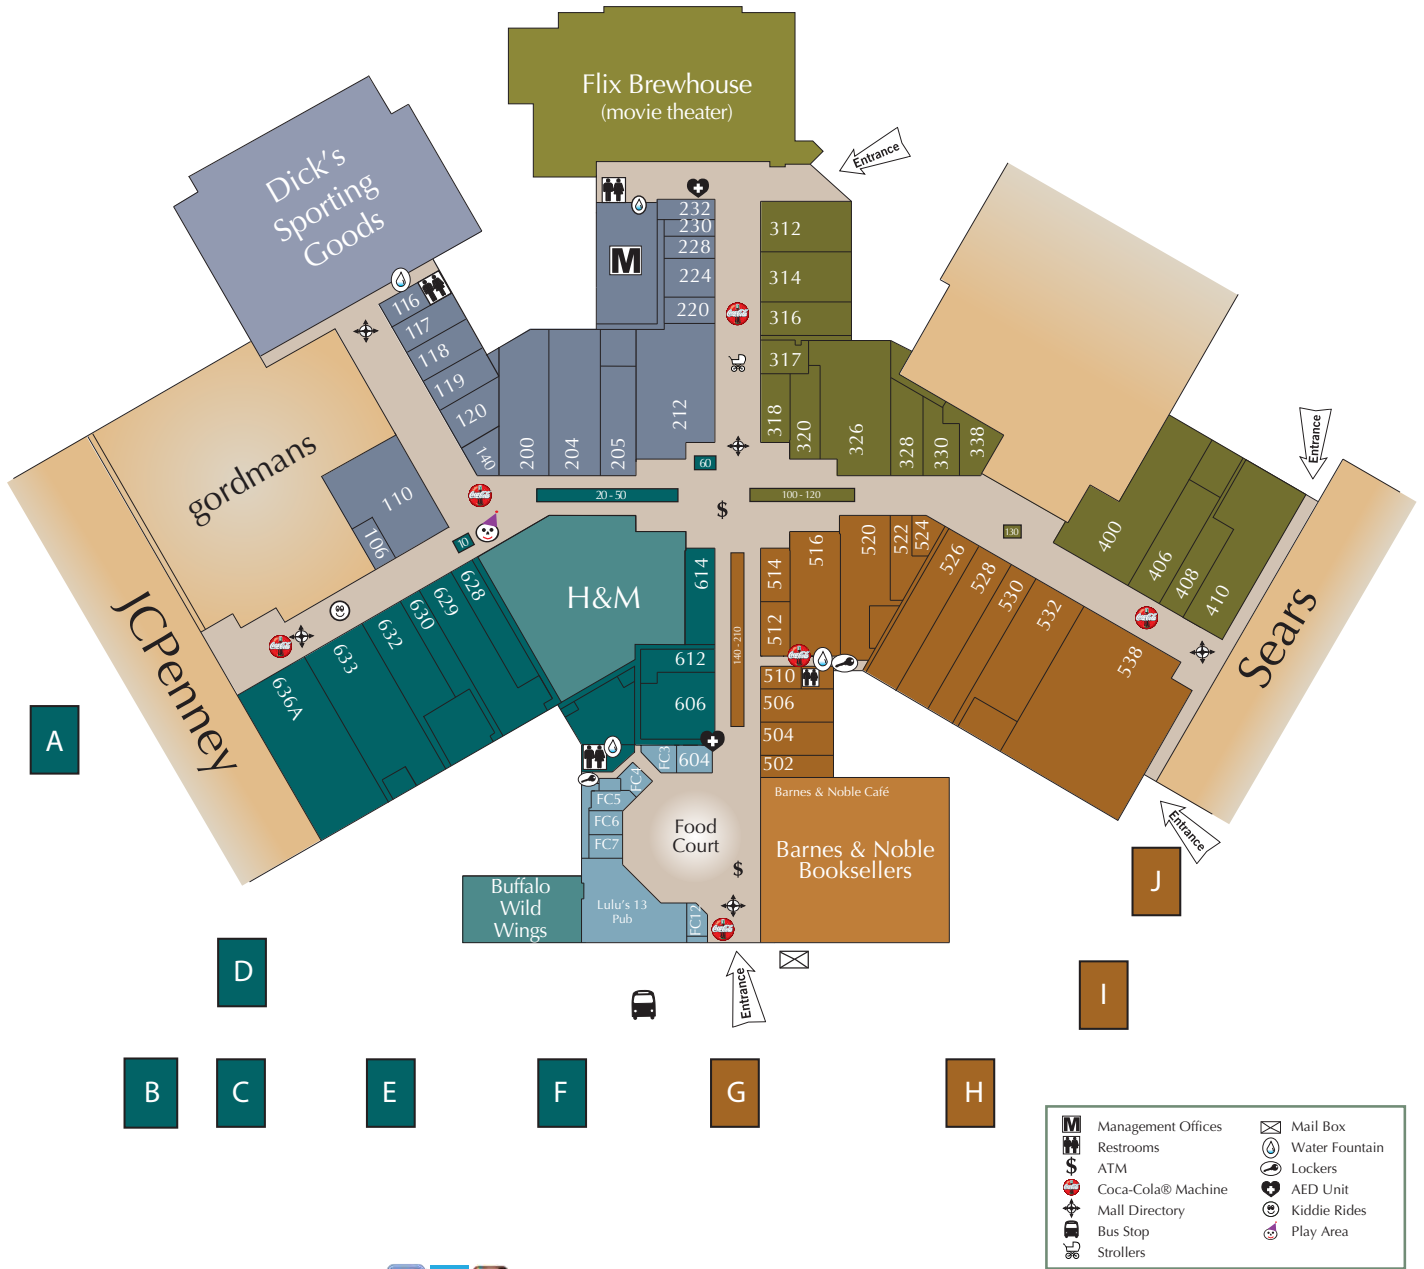 Flix Brewhouse
(movie theater)
Entrance
Dick's
Sporting
Goods
232
230
228
224
220
M
312
314
316
317
116
117
118
119
120
140
200
204
205
212
318
320
326
328
330
338
Entrance
gordmans
110
106
60
20 - 50
100 - 120
$
10
130
400
406
408
410
JCPenney
Sears
H&M
614
612
606
604
140 - 210
514
512
516
520
522
524
526
528
530
532
538
510
506
504
502
628
629
630
632
633
636A
FC3
FC4
FC5
FC6
FC7
Food
Court
$
Lulu's 13
Pub
FC12
Buffalo
Wild
Wings
Barnes & Noble Café
Barnes & Noble
Booksellers
Entrance
Entrance
A
D
B
C
E
F
G
H
I
J
M Management Offices
Restrooms
$ ATM
Coca-Cola® Machine
Mall Directory
Bus Stop
Strollers
Mail Box
Water Fountain
Lockers
AED Unit
Kiddie Rides
Play Area